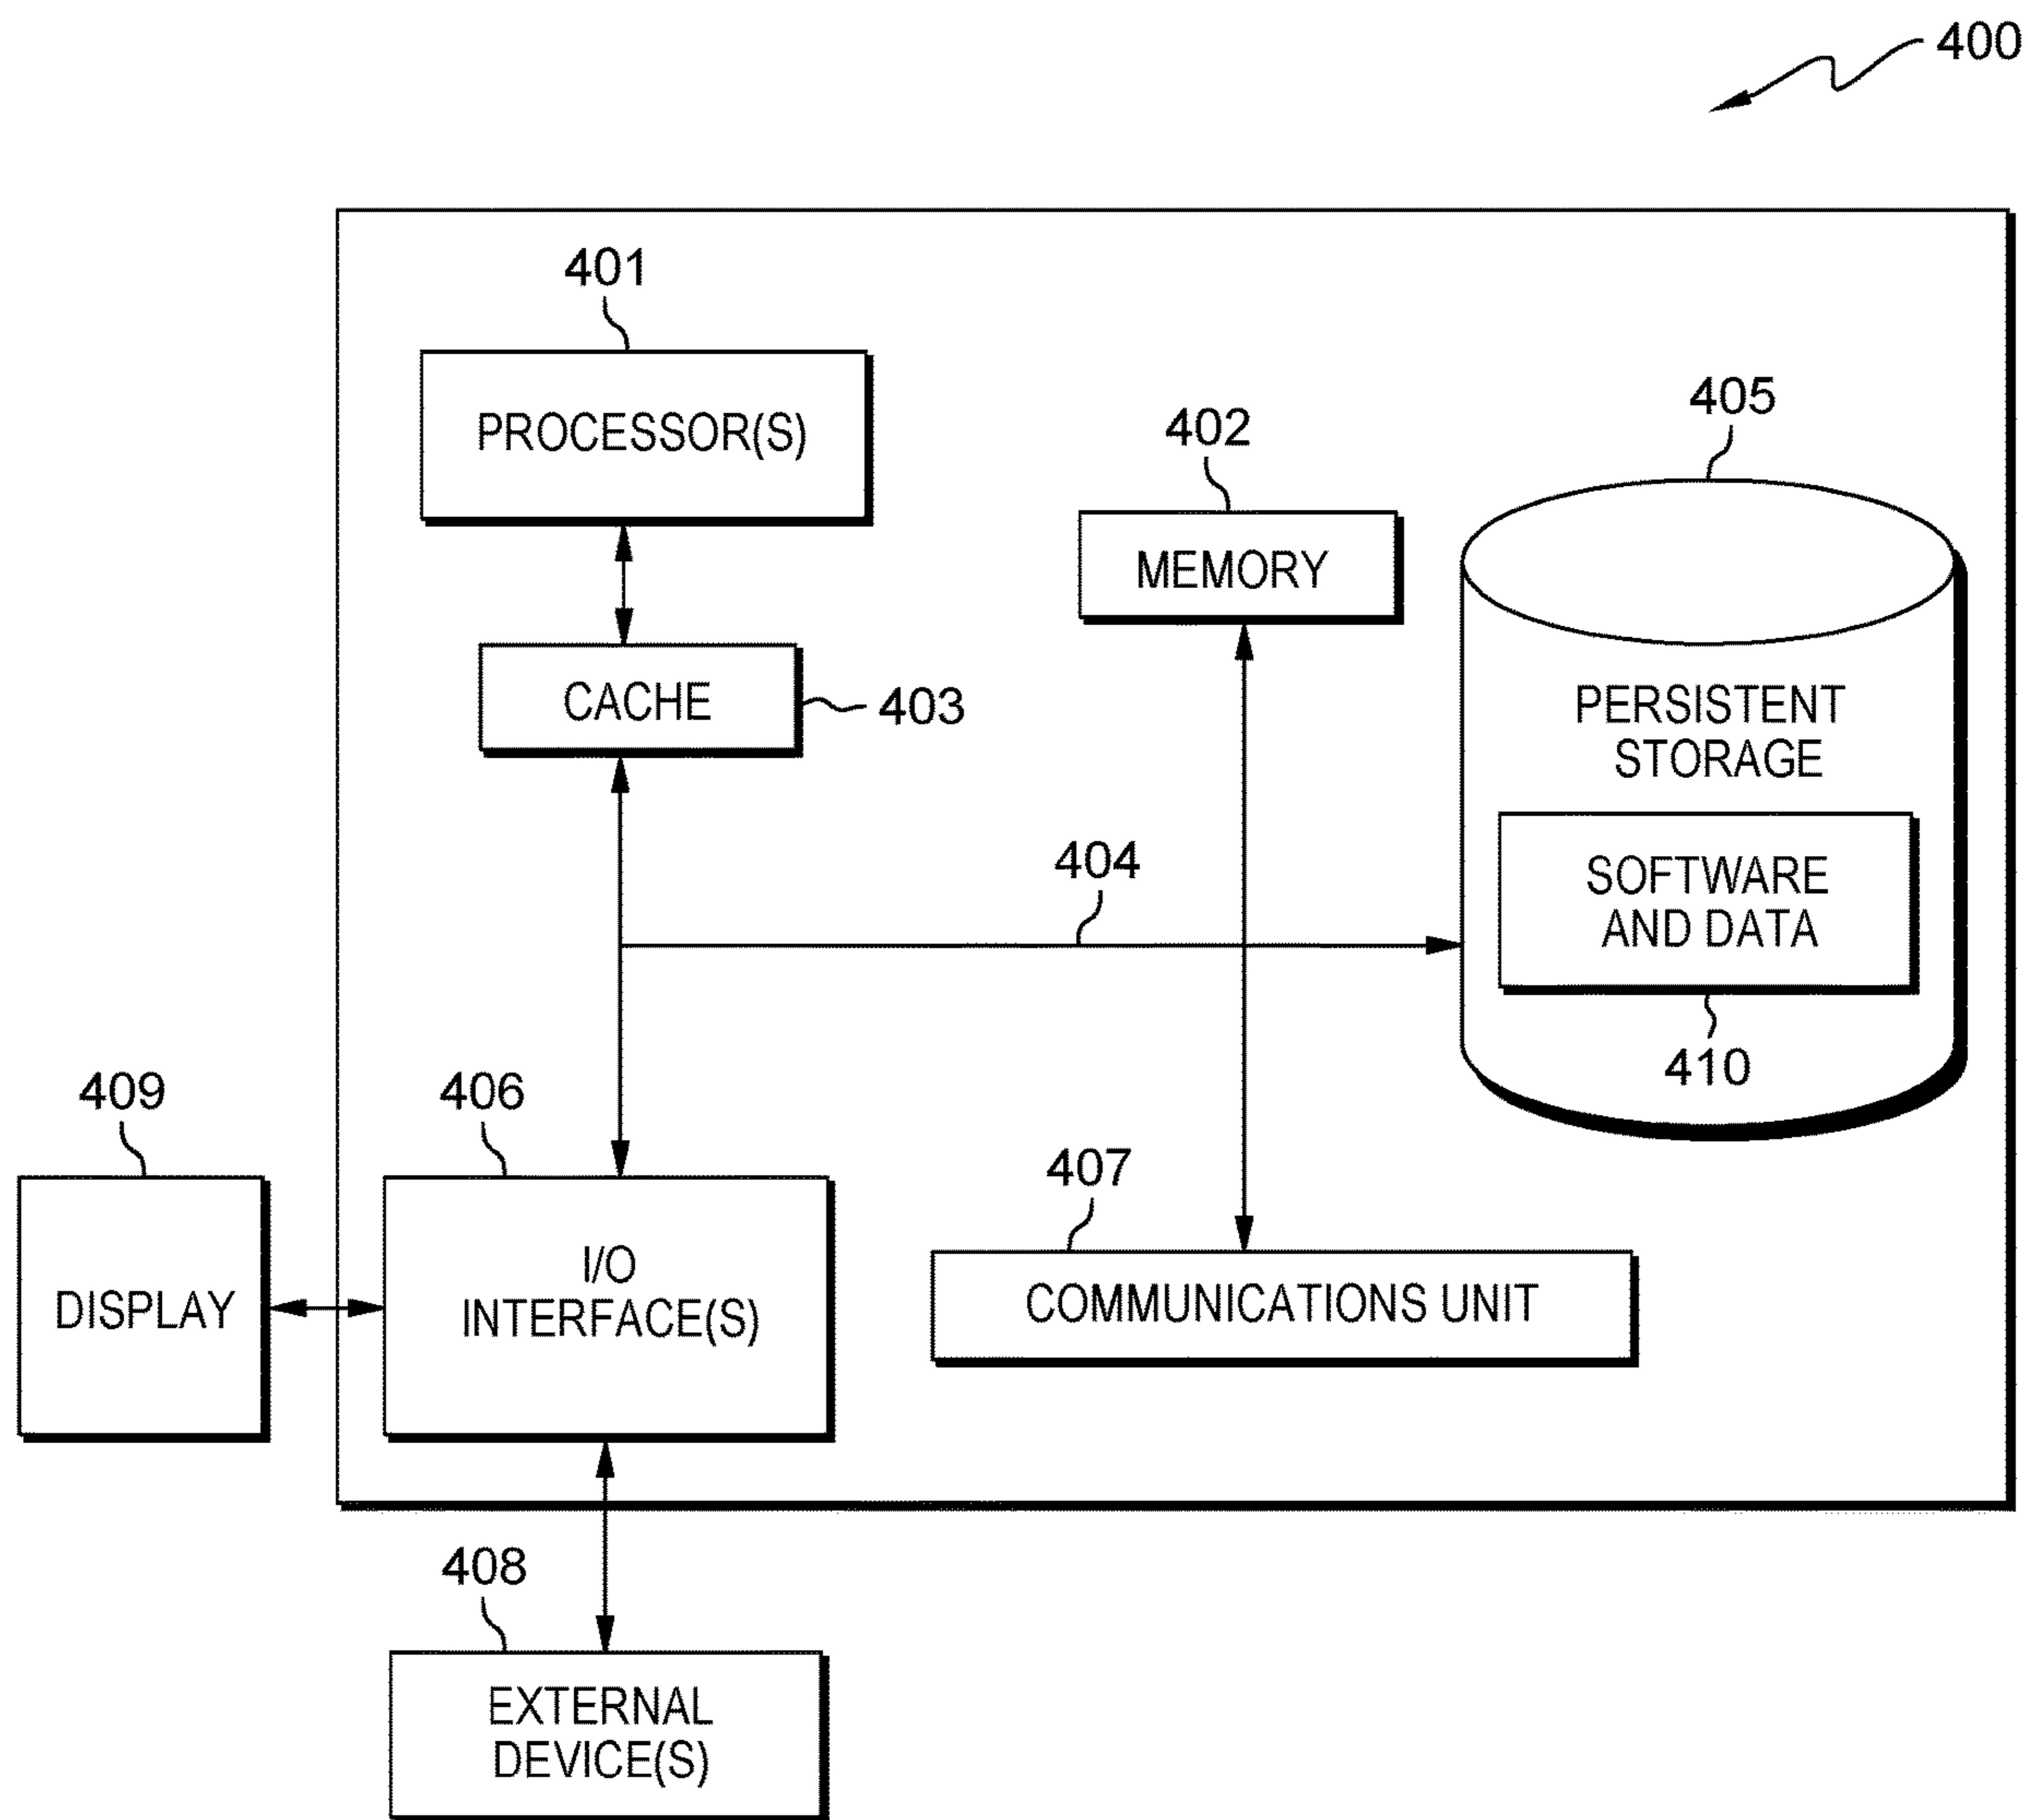 400
401
PROCESSOR(S)
405
402
MEMORY
CACHE
403
PERSISTENT
STORAGE
404
SOFTWARE
AND DATA
410
409
406
407
DISPLAY
I/O
INTERFACE(S)
COMMUNICATIONS UNIT
408
EXTERNAL
DEVICE(S)